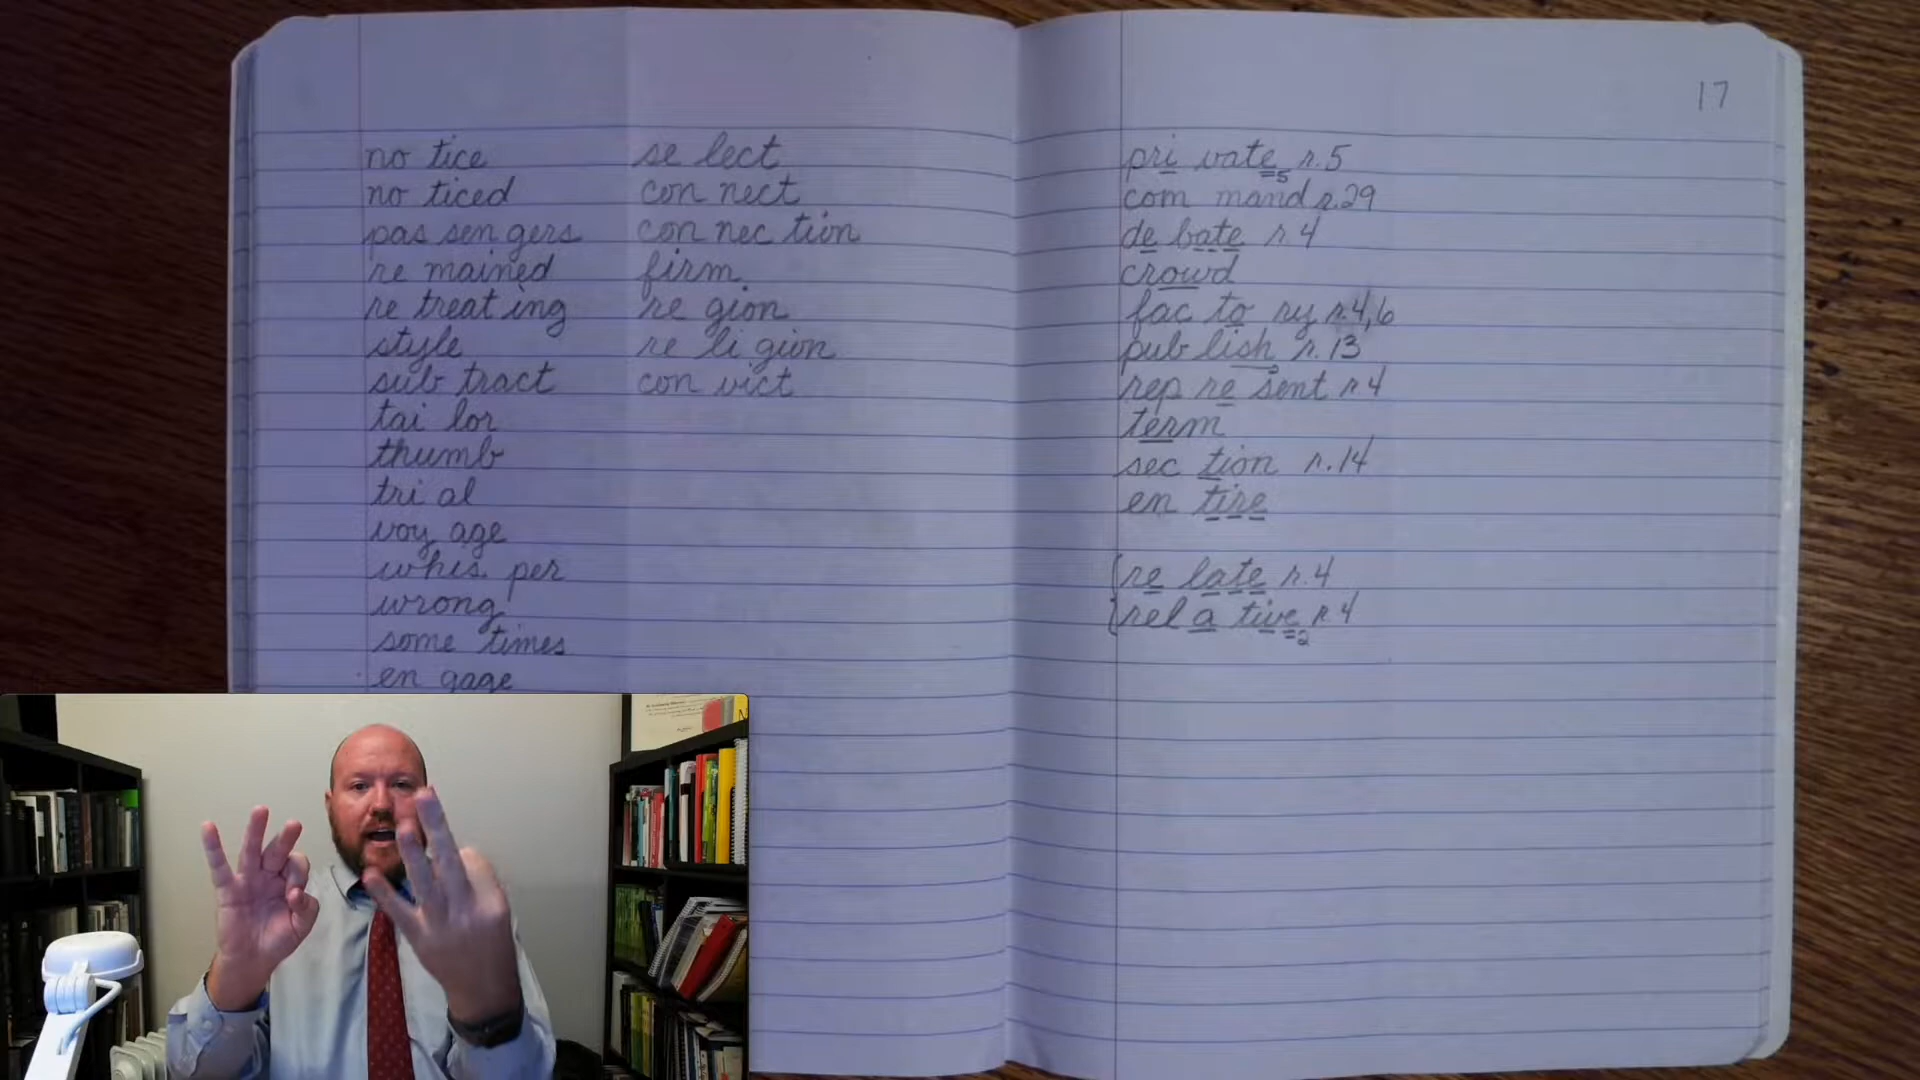 17
no tice
no ticed
pas sen gers
re mained
re treat ing
style
sub tract
tai lor
thumb
tri al
voy age
whis per
wrong
some times
en gage
se lect
con nect
con nec tion
firm
re gion
re li gion
con vict
pri vate r.5
5
com mand r.29
de bate r.4
crowd
fac to ry r.4,6
pub lish r.13
2
rep re sent r.4
term
sec tion r.14
en tire
re late r.4
rel a tive r.4
2